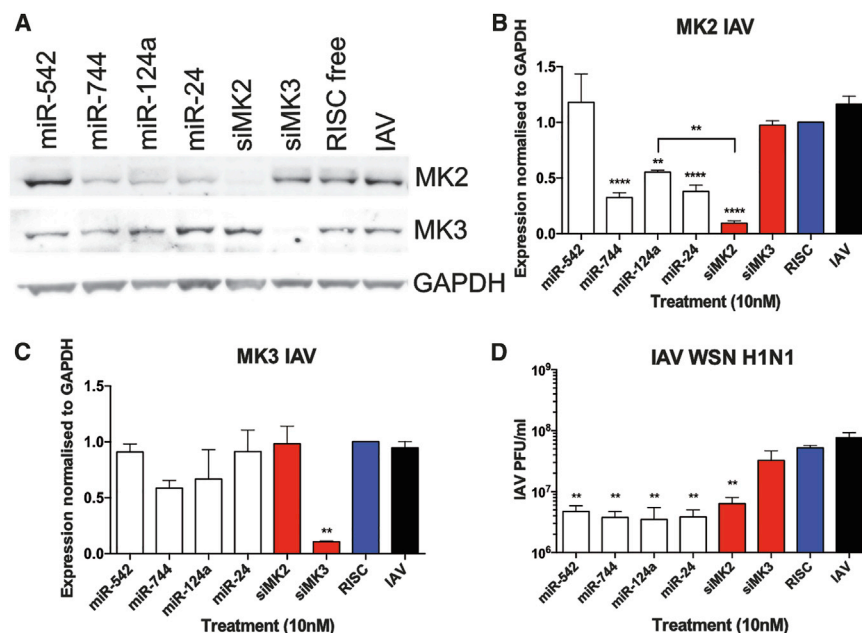 A
miR-542
miR-744
miR-124a
miR-24
siMK2
siMK3
RISC free
IAV
MK2
MK3
GAPDH
B
MK2 IAV
Expression normalised to GAPDH
1.5
1.0
0.5
0.0
****
**
****
****
**
miR-542
miR-744
miR-124a
miR-24
siMK2
siMK3
RISC
IAV
Treatment (10nM)
C
MK3 IAV
Expression normalised to GAPDH
1.5
1.0
0.5
0.0
**
miR-542
miR-744
miR-124a
miR-24
siMK2
siMK3
RISC
IAV
Treatment (10nM)
D
IAV WSN H1N1
IAV PFU/ml
10⁹
10⁸
10⁷
10⁶
**
**
**
**
**
miR-542
miR-744
miR-124a
miR-24
siMK2
siMK3
RISC
IAV
Treatment (10nM)